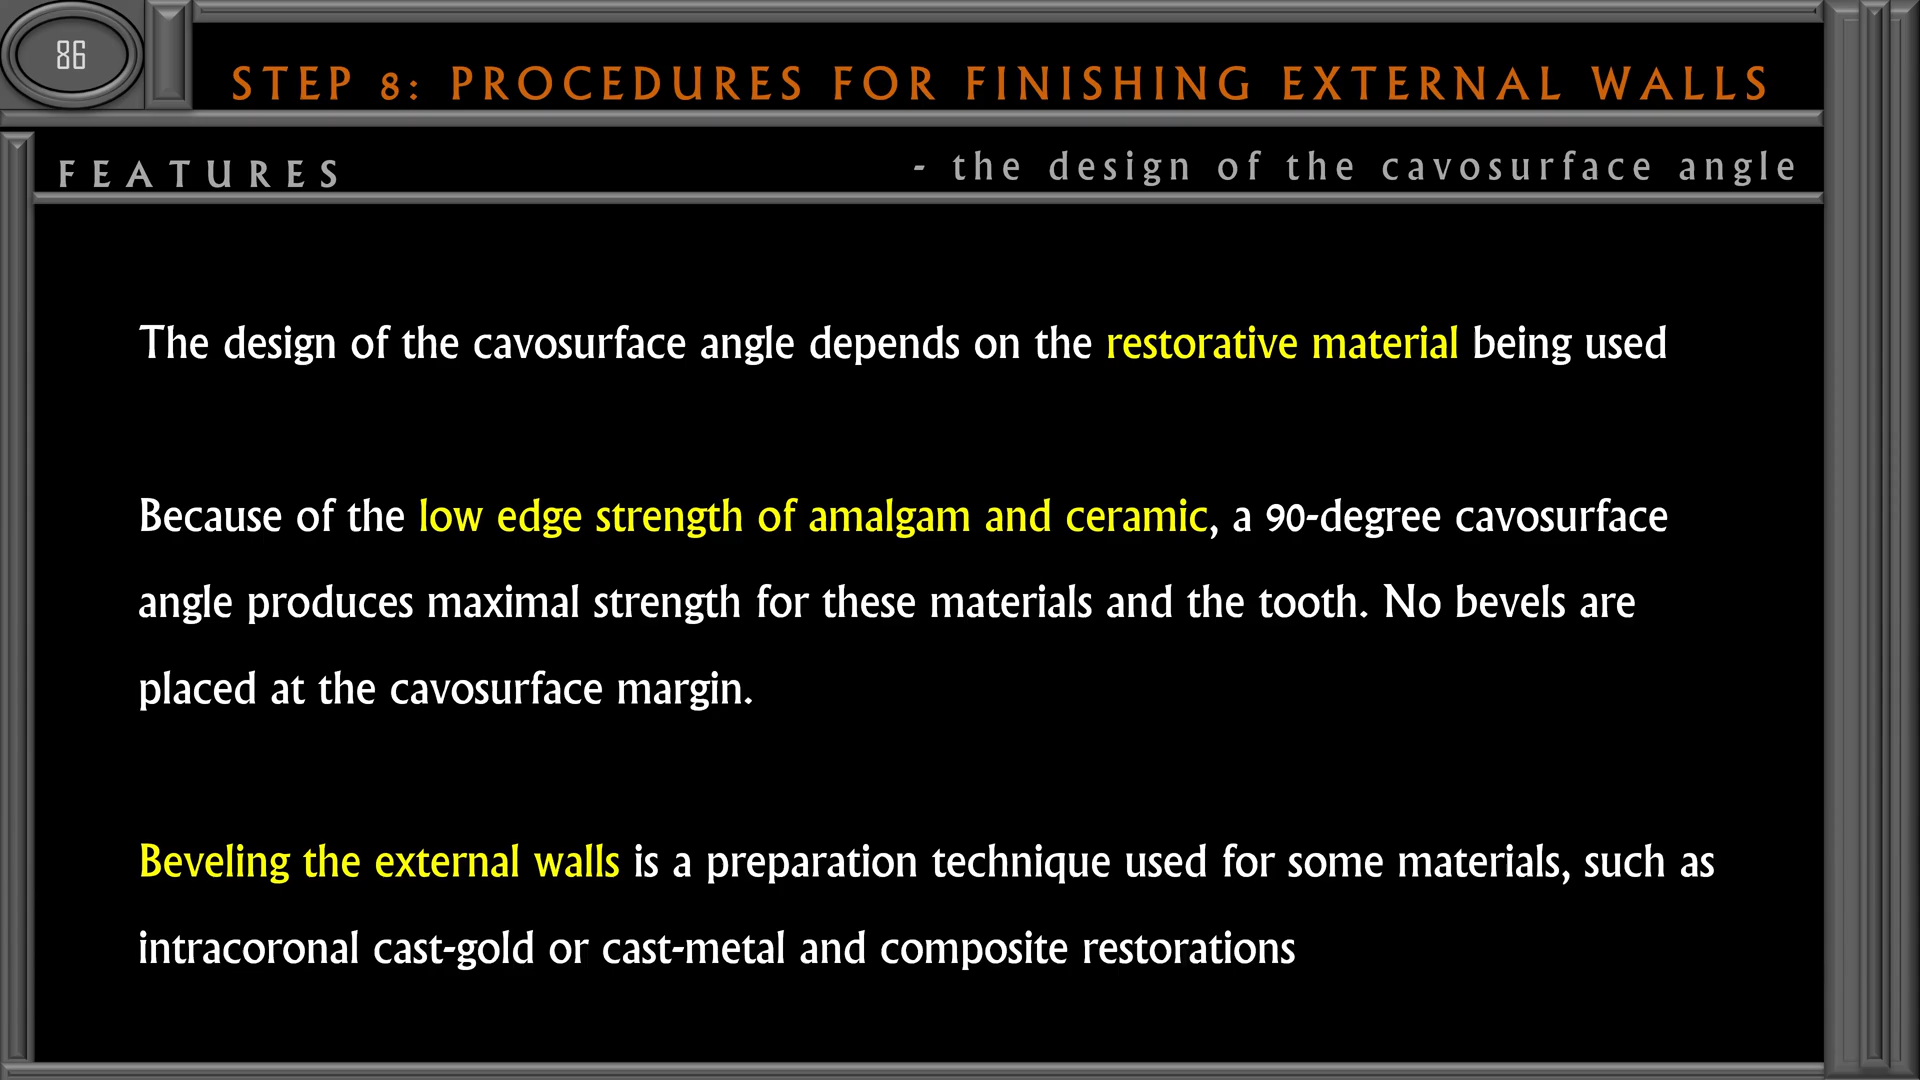 86
STEP 8: PROCEDURES FOR FINISHING EXTERNAL WALLS
FEATURES
- the design of the cavosurface angle
The design of the cavosurface angle depends on the restorative material being used
Because of the low edge strength of amalgam and ceramic, a 90-degree cavosurface
angle produces maximal strength for these materials and the tooth. No bevels are
placed at the cavosurface margin.
Beveling the external walls is a preparation technique used for some materials, such as
intracoronal cast-gold or cast-metal and composite restorations